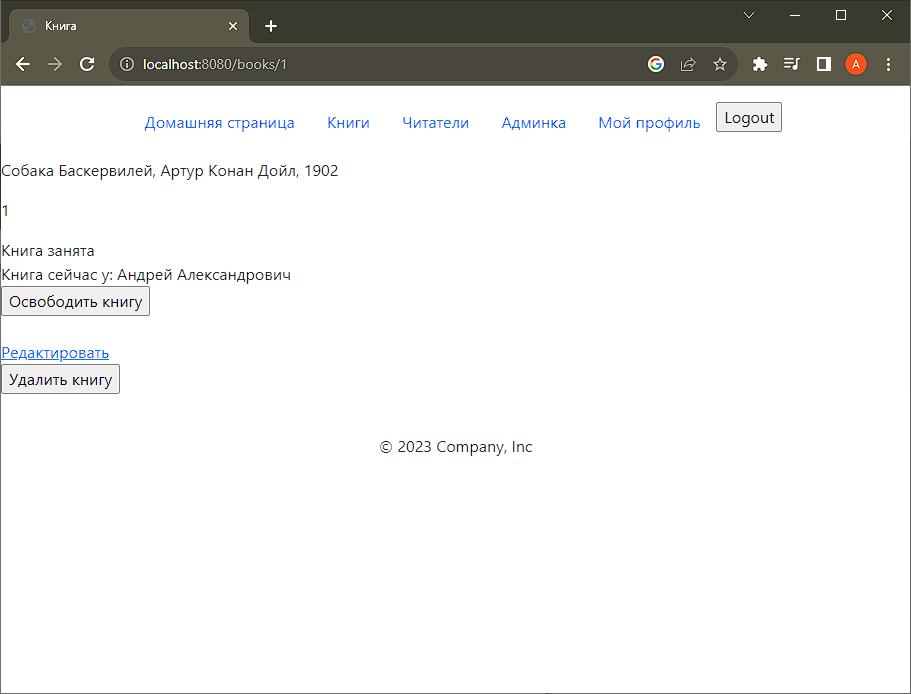 Книга
localhost:8080/books/1
A
Домашняя страница Книги Читатели Админка Мой профиль Logout
Собака Баскервилей, Артур Конан Дойл, 1902
1
Книга занята
Книга сейчас у: Андрей Александрович
Освободить книгу
Редактировать
Удалить книгу
© 2023 Company, Inc